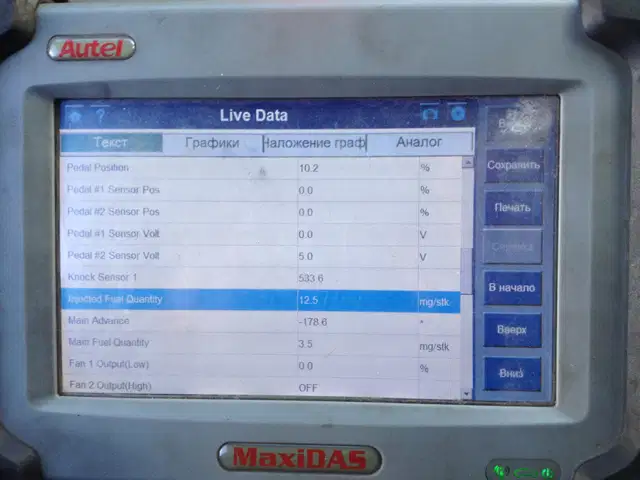 Autel
Live Data
Текст Графики Наложение граф Аналог
Pedal Position 10.2 %
Pedal #1 Sensor Pos 0.0 %
Pedal #2 Sensor Pos 0.0 %
Pedal #1 Sensor Volt 0.0 V
Pedal #2 Sensor Volt 5.0 V
Knock Sensor 1 533.6
Injected Fuel Quantity 12.5 mg/stk
Main Advance -178.6 °
Main Fuel Quantity 3.5 mg/stk
Fan 1 Output(Low) 0.0 %
Fan 2 Output(High) OFF
Сохранить
Печать
В начало
Вверх
Вниз
MaxiDAS